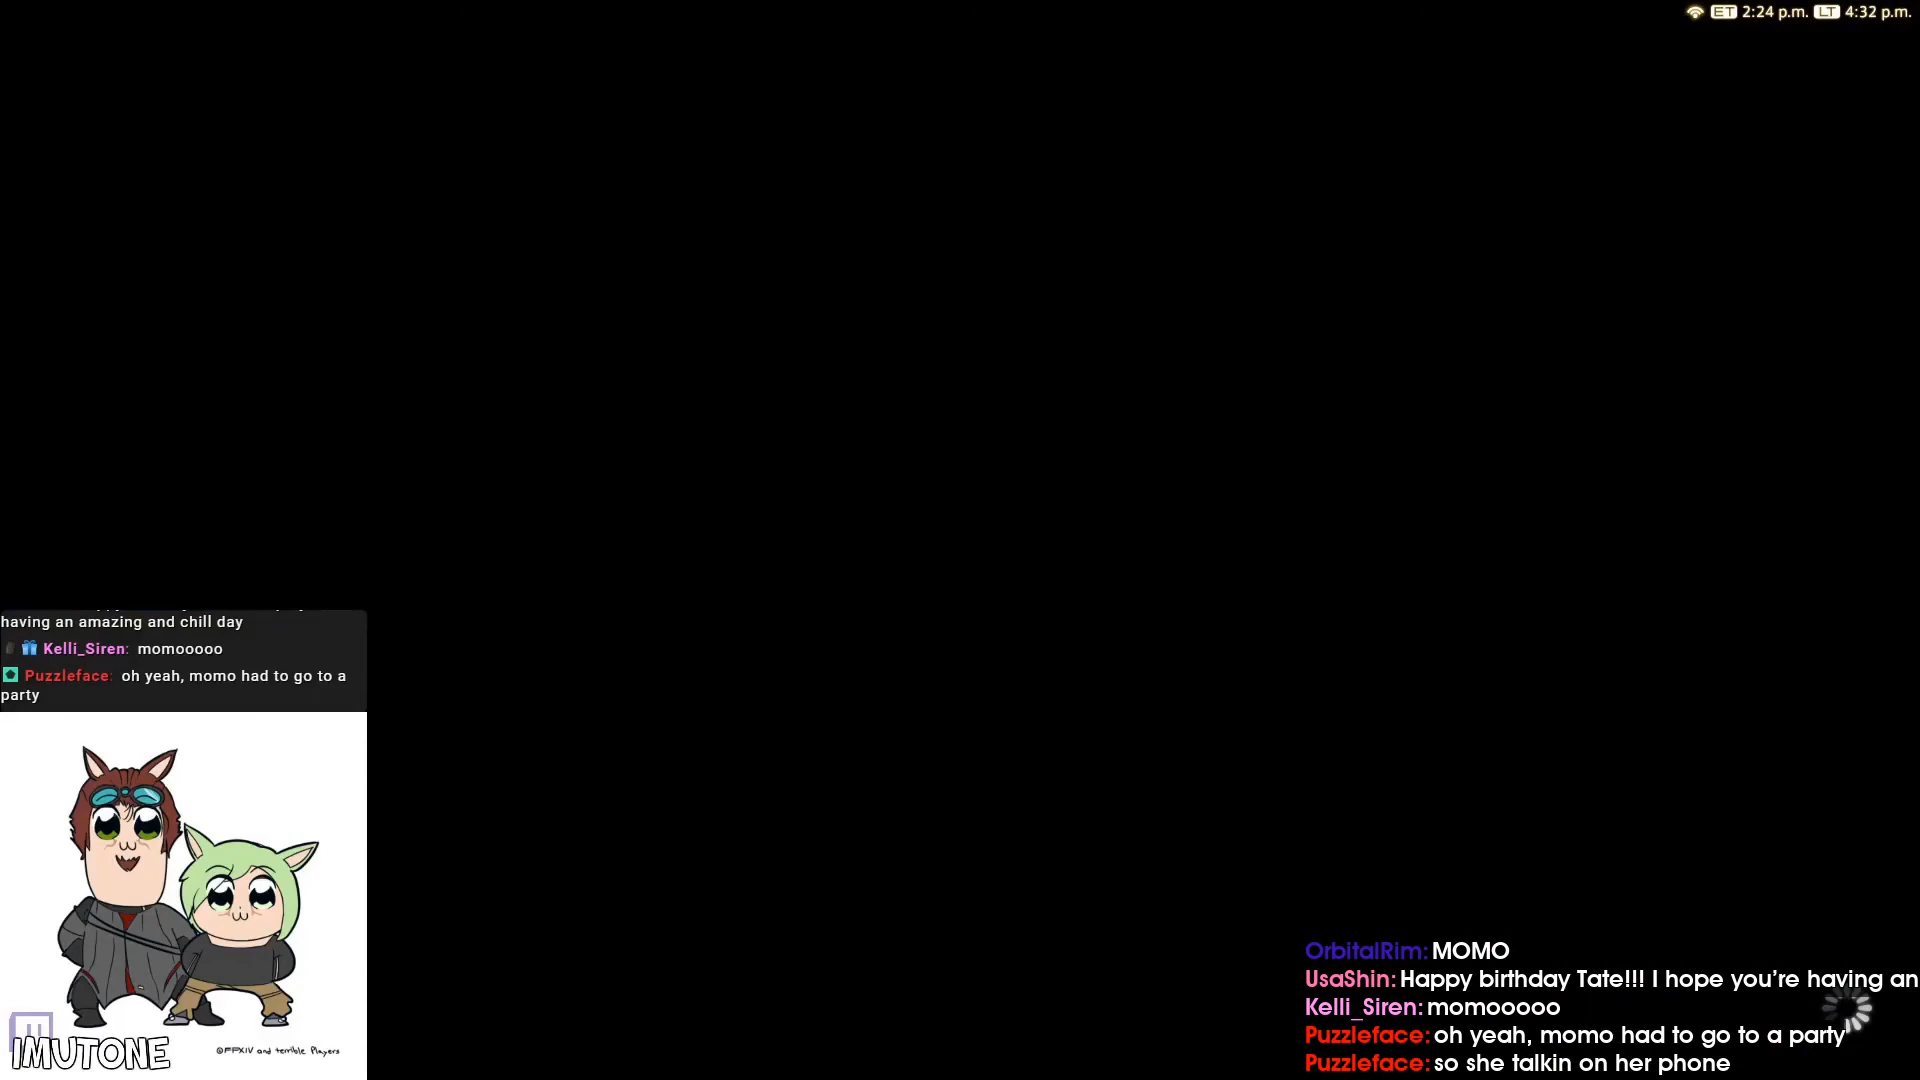 ET 2:24 p.m. LT 4:32 p.m.
having an amazing and chill day
Kelli_Siren: momooooo
Puzzleface: oh yeah, momo had to go to a
party
IMUTONE
©FFXIV and terrible Players
OrbitalRim: MOMO
UsaShin: Happy birthday Tate!!! I hope you’re having an
Kelli_Siren: momooooo
Puzzleface: oh yeah, momo had to go to a party
Puzzleface: so she talkin on her phone